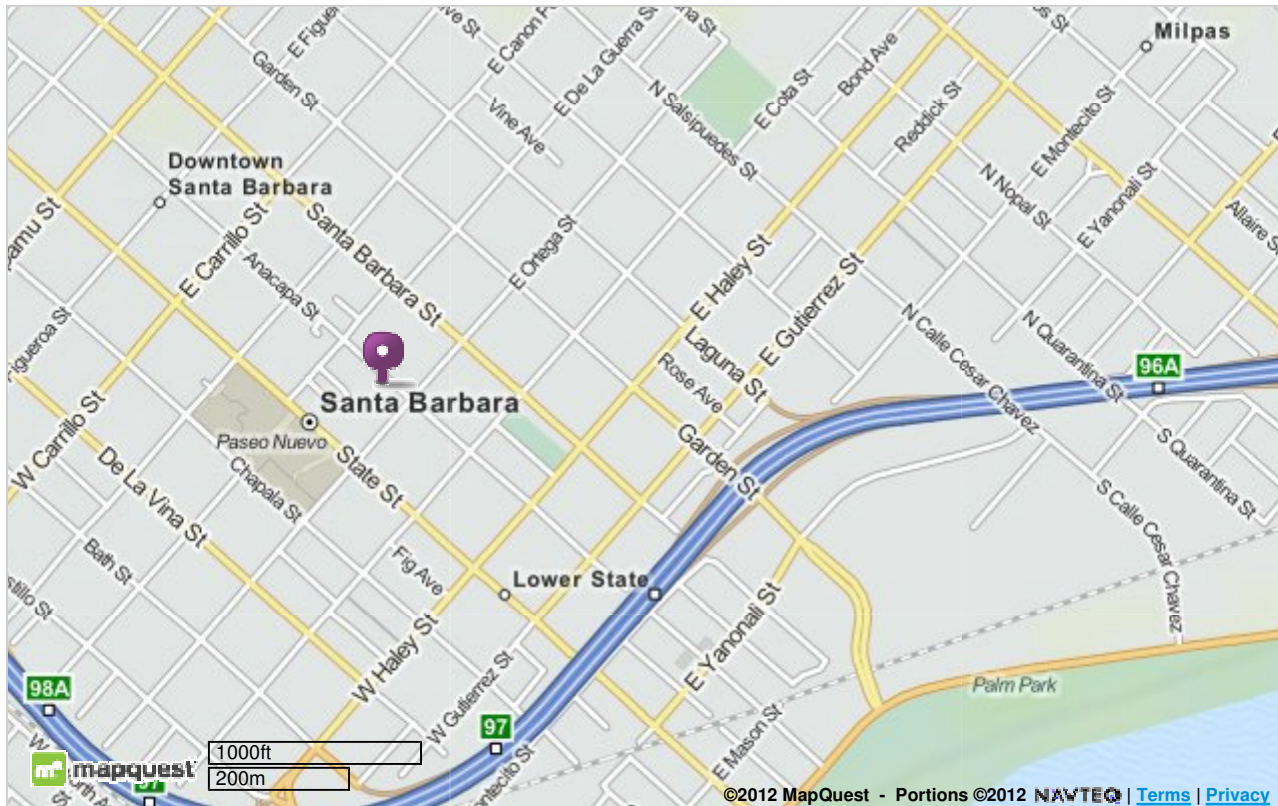 E Figue
E Canon P
E De La Guerra St
Milpas
Garden St
Vine Ave
N Salsipuedes St
E Cota St
Bond Ave
Reddick St
E Montecito St
N Nopal St
E Yanonali St
Allaire S
Downtown
Santa Barbara
E Carrillo St
Santa Barbara St
Anacapa St
E Ortega St
E Haley St
E Gutierrez St
Laguna St
Rose Ave
N Calle Cesar Chavez
N Quarantina St
96A
Figueroa St
Santa Barbara
Paseo Nuevo
State St
Garden St
W Carrillo St
De La Vina St
Chapala St
S Quarantina St
S Calle Cesar Chavez
Bath St
Fig Ave
Lower State
W Haley St
E Yanonali St
Palm Park
98A
W Gutierrez St
97
E Mason St
1000ft
200m
mapquest
97
©2012 MapQuest - Portions ©2012 NAVTEQ | Terms | Privacy